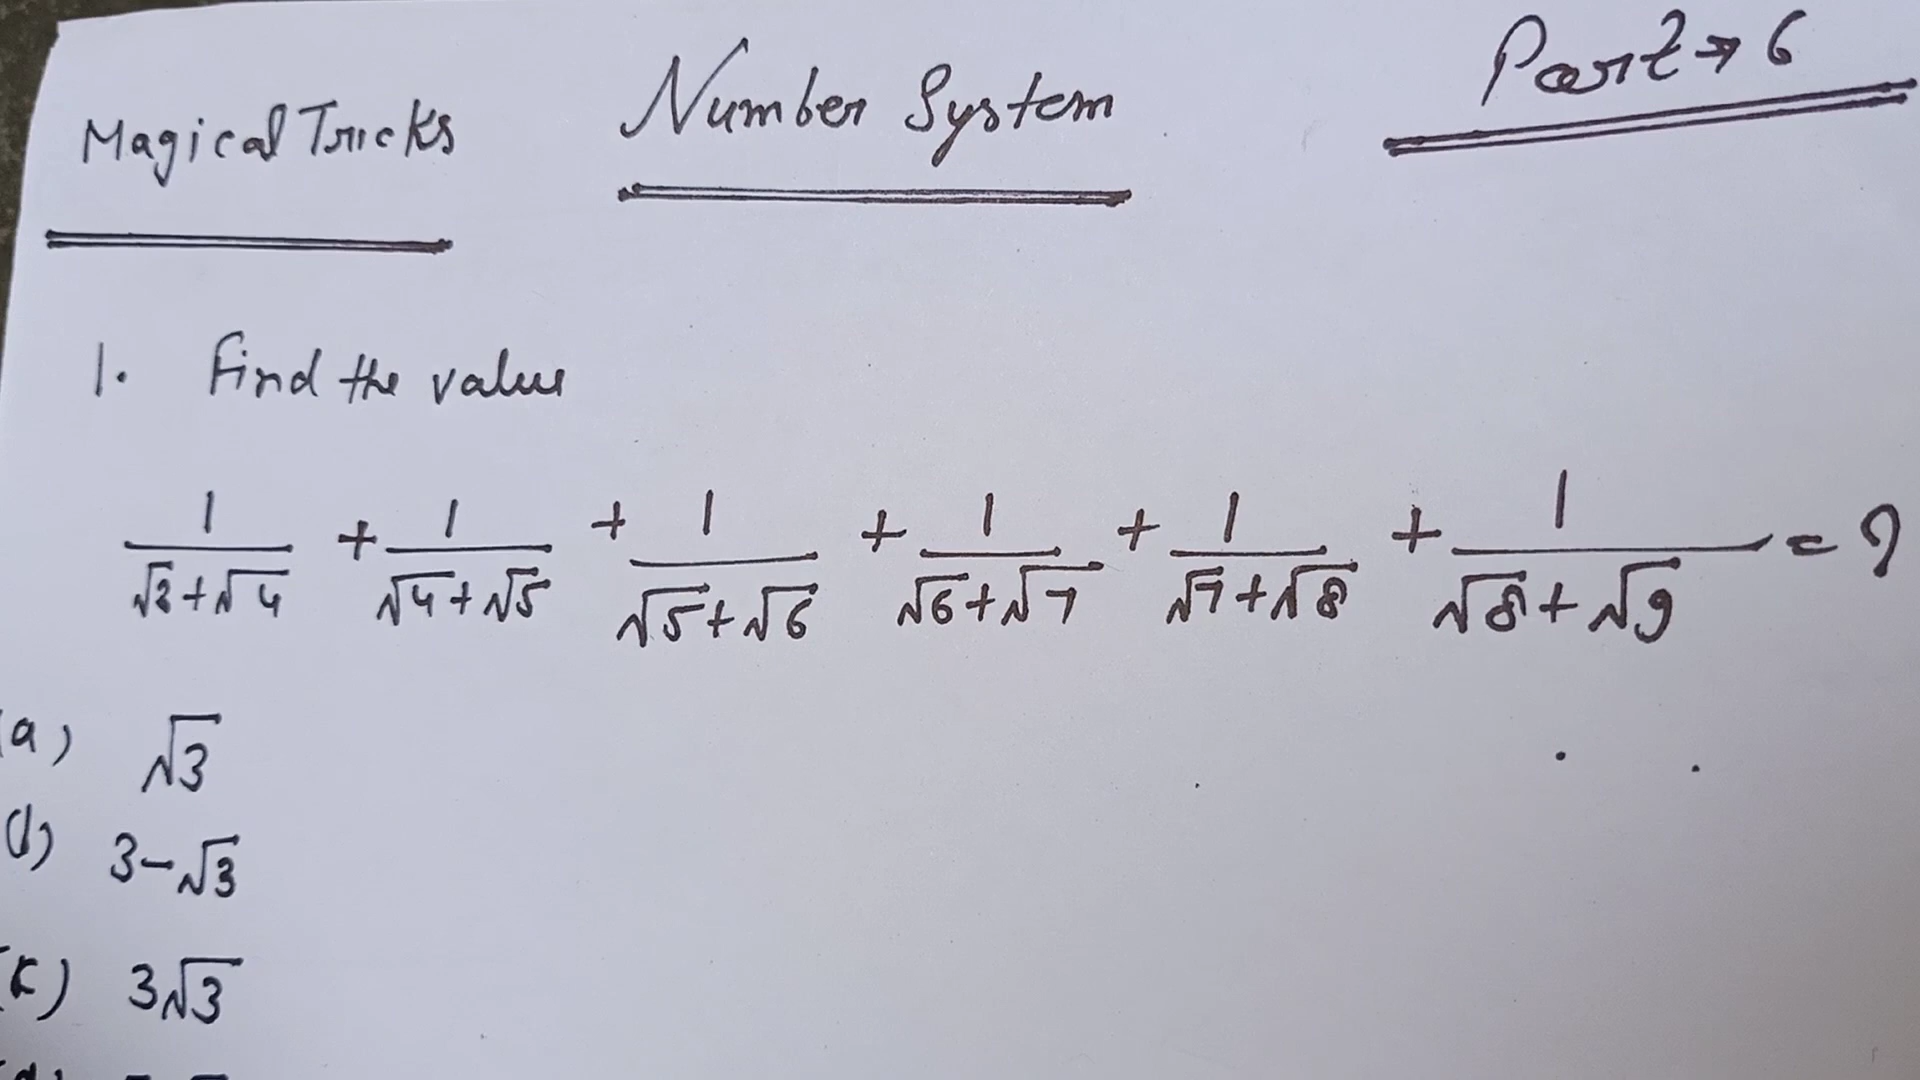 Magical Tricks Number System Part → 6
1. Find the value
1/(√3+√4) + 1/(√4+√5) + 1/(√5+√6) + 1/(√6+√7) + 1/(√7+√8) + 1/(√8+√9) = ?
(a) √3
(b) 3-√3
(c) 3√3